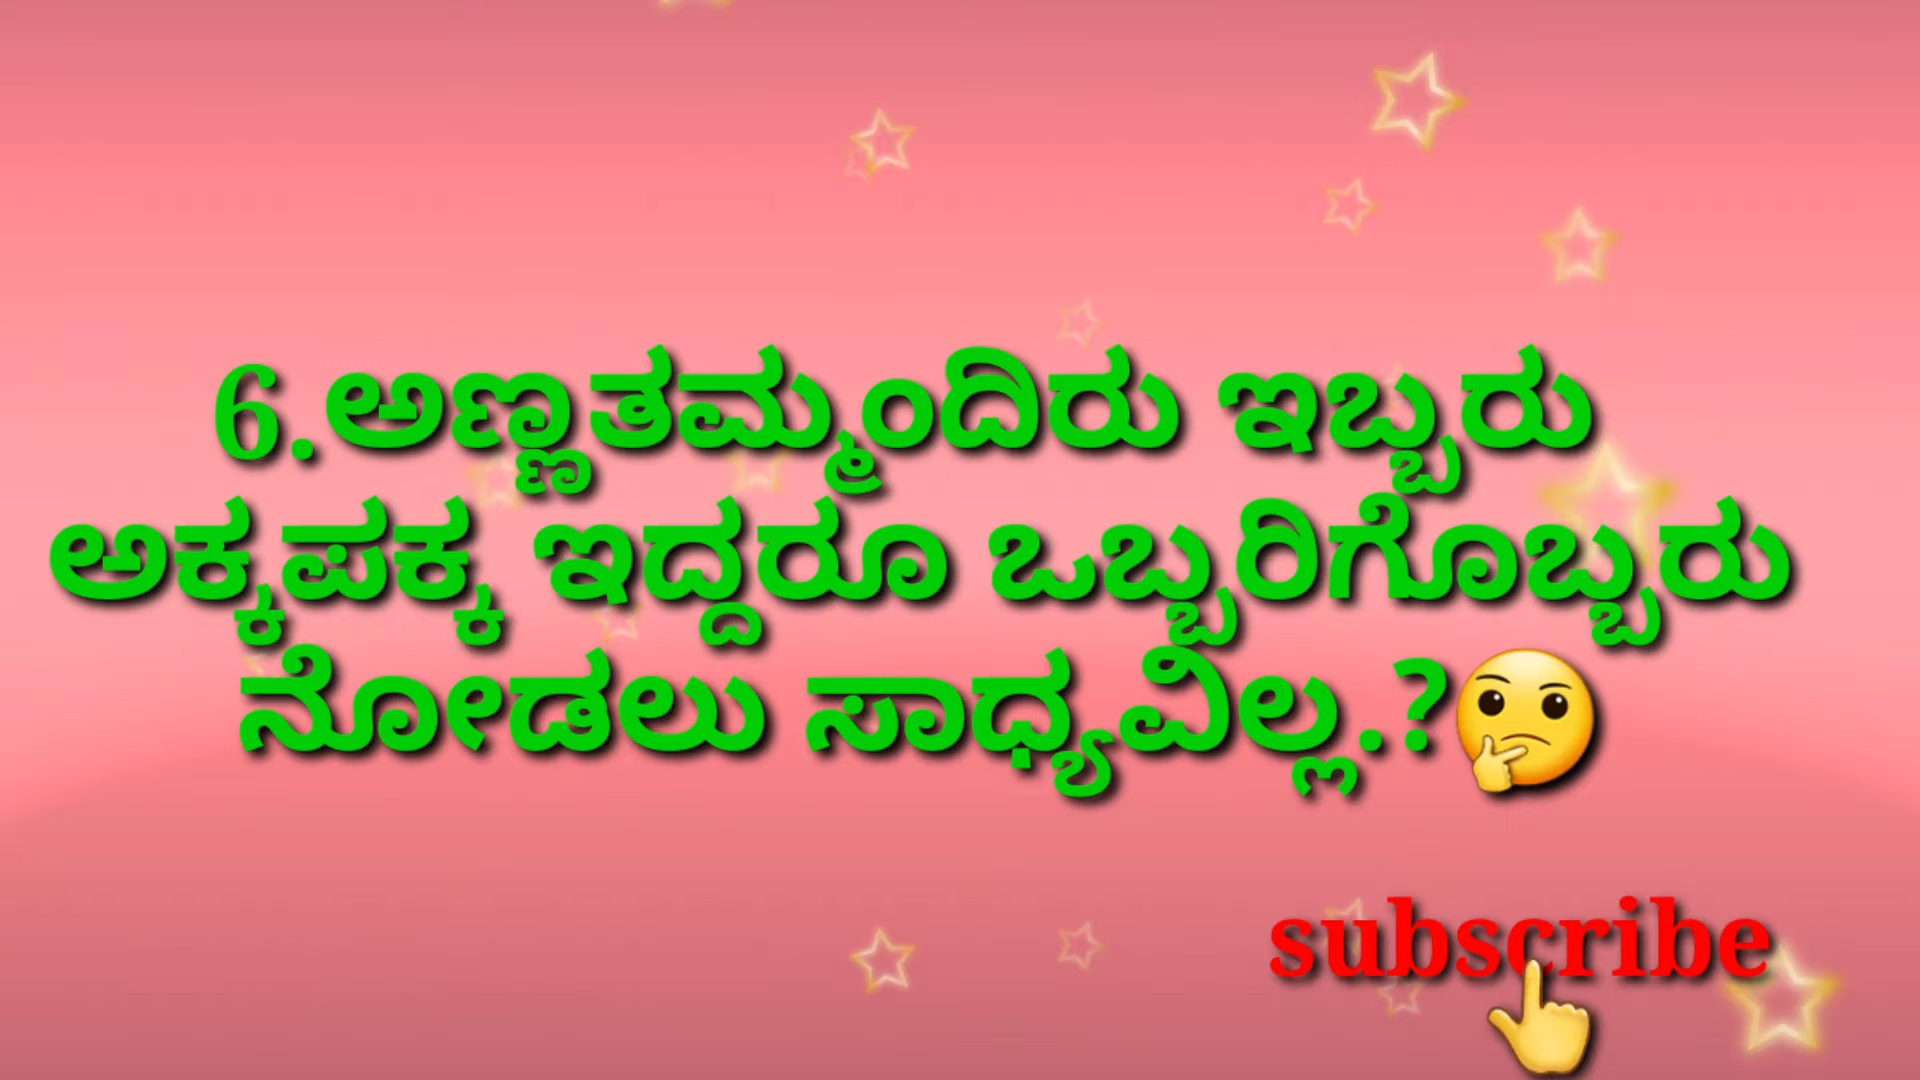 6.ಅಣ್ಣತಮ್ಮಂದಿರು ಇಬ್ಬರು
ಅಕ್ಕಪಕ್ಕ ಇದ್ದರೂ ಒಬ್ಬರಿಗೊಬ್ಬರು
ನೋಡಲು ಸಾಧ್ಯವಿಲ್ಲ.?🤔
subscribe
👆